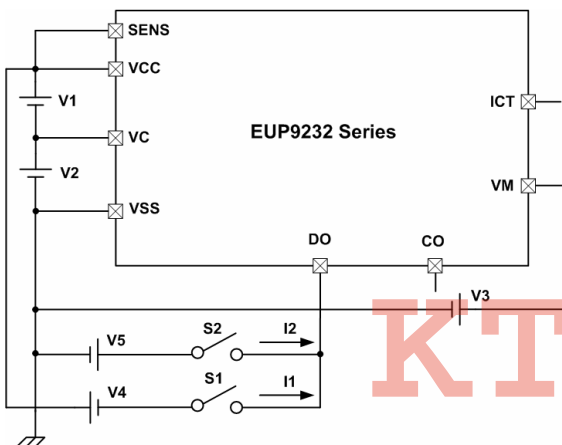 SENS
VCC
V1
ICT
VC
EUP9232 Series
V2
VM
VSS
DO
CO
V3
KT
S2
I2
V5
S1
I1
V4